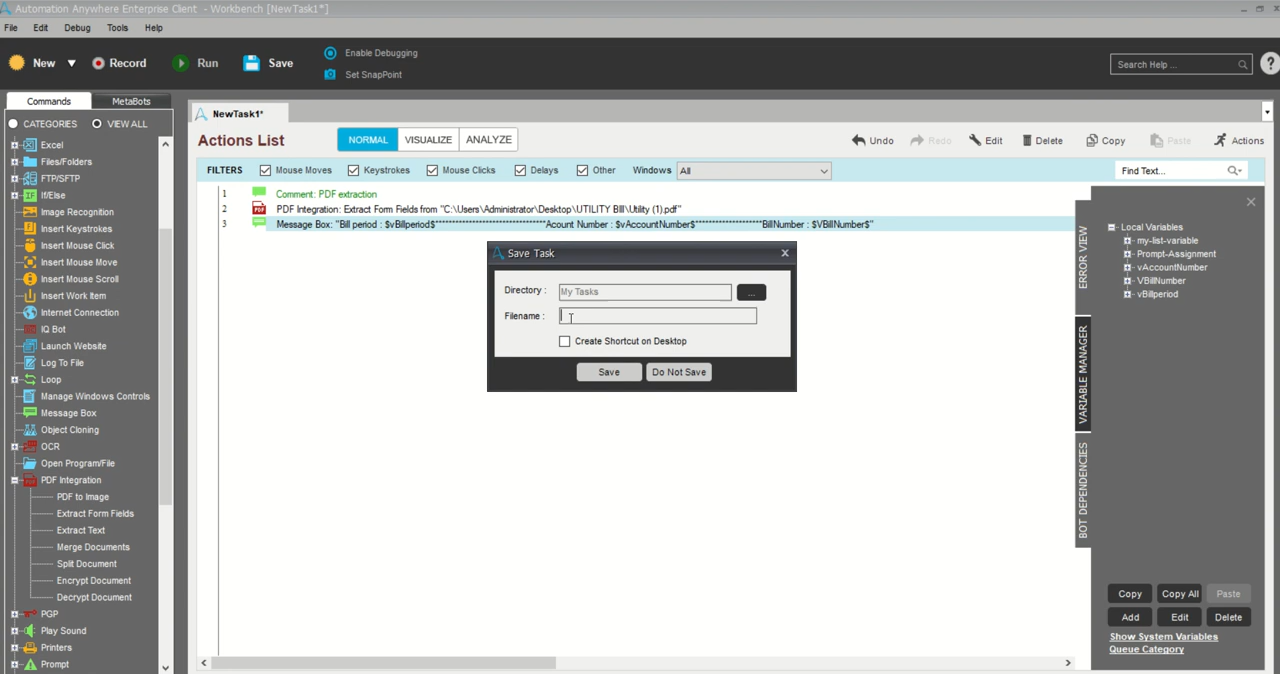 Automation Anywhere Enterprise Client - Workbench [NewTask1*]
File Edit Debug Tools Help
New Record Run Save
Enable Debugging
Set SnapPoint
Search Help ...
?
Commands MetaBots
CATEGORIES VIEW ALL
Excel
Files/Folders
FTP/SFTP
If/Else
Image Recognition
Insert Keystrokes
Insert Mouse Click
Insert Mouse Move
Insert Mouse Scroll
Insert Work Item
Internet Connection
IQ Bot
Launch Website
Log To File
Loop
Manage Windows Controls
Message Box
Object Cloning
OCR
Open Program/File
PDF Integration
PDF to Image
Extract Form Fields
Extract Text
Merge Documents
Split Document
Encrypt Document
Decrypt Document
PGP
Play Sound
Printers
Prompt
NewTask1*
Actions List NORMAL VISUALIZE ANALYZE Undo Redo Edit Delete Copy Paste Actions
FILTERS Mouse Moves Keystrokes Mouse Clicks Delays Other Windows All Find Text...
1 Comment: PDF extraction
2 PDF Integration: Extract Form Fields from "C:\Users\Administrator\Desktop\UTILITY BIll\Utility (1).pdf"
3 Message Box: "Bill period : $vBillperiod$********************************Acount Number : $vAccountNumber$********************BillNumber : $VBillNumber$"
Save Task
Directory : My Tasks ...
Filename :
Create Shortcut on Desktop
Save Do Not Save
ERROR VIEW
VARIABLE MANAGER
BOT DEPENDENCIES
Local Variables
my-list-variable
Prompt-Assignment
vAccountNumber
VBillNumber
vBillperiod
Copy Copy All Paste
Add Edit Delete
Show System Variables
Queue Category